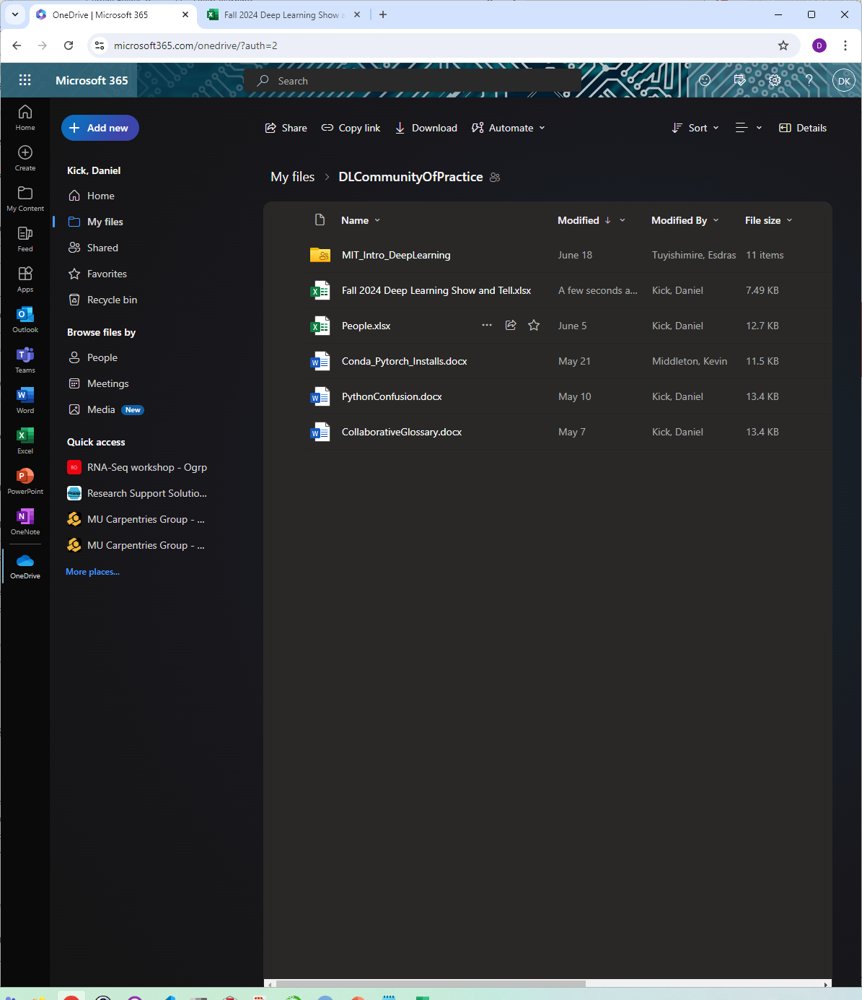 OneDrive | Microsoft 365
Fall 2024 Deep Learning Show a
microsoft365.com/onedrive/?auth=2
D
Microsoft 365
Search
DK
Home
Create
My Content
Feed
Apps
Outlook
Teams
Word
Excel
PowerPoint
OneNote
OneDrive
Add new
Kick, Daniel
Home
My files
Shared
Favorites
Recycle bin
Browse files by
People
Meetings
Media New
Quick access
RNA-Seq workshop - Ogrp
Research Support Solutio...
MU Carpentries Group - ...
MU Carpentries Group - ...
More places...
Share Copy link Download Automate Sort Details
My files > DLCommunityOfPractice
Name Modified Modified By File size
MIT_Intro_DeepLearning June 18 Tuyishimire, Esdras 11 items
Fall 2024 Deep Learning Show and Tell.xlsx A few seconds a... Kick, Daniel 7.49 KB
People.xlsx June 5 Kick, Daniel 12.7 KB
Conda_Pytorch_Installs.docx May 21 Middleton, Kevin 11.5 KB
PythonConfusion.docx May 10 Kick, Daniel 13.4 KB
CollaborativeGlossary.docx May 7 Kick, Daniel 13.4 KB